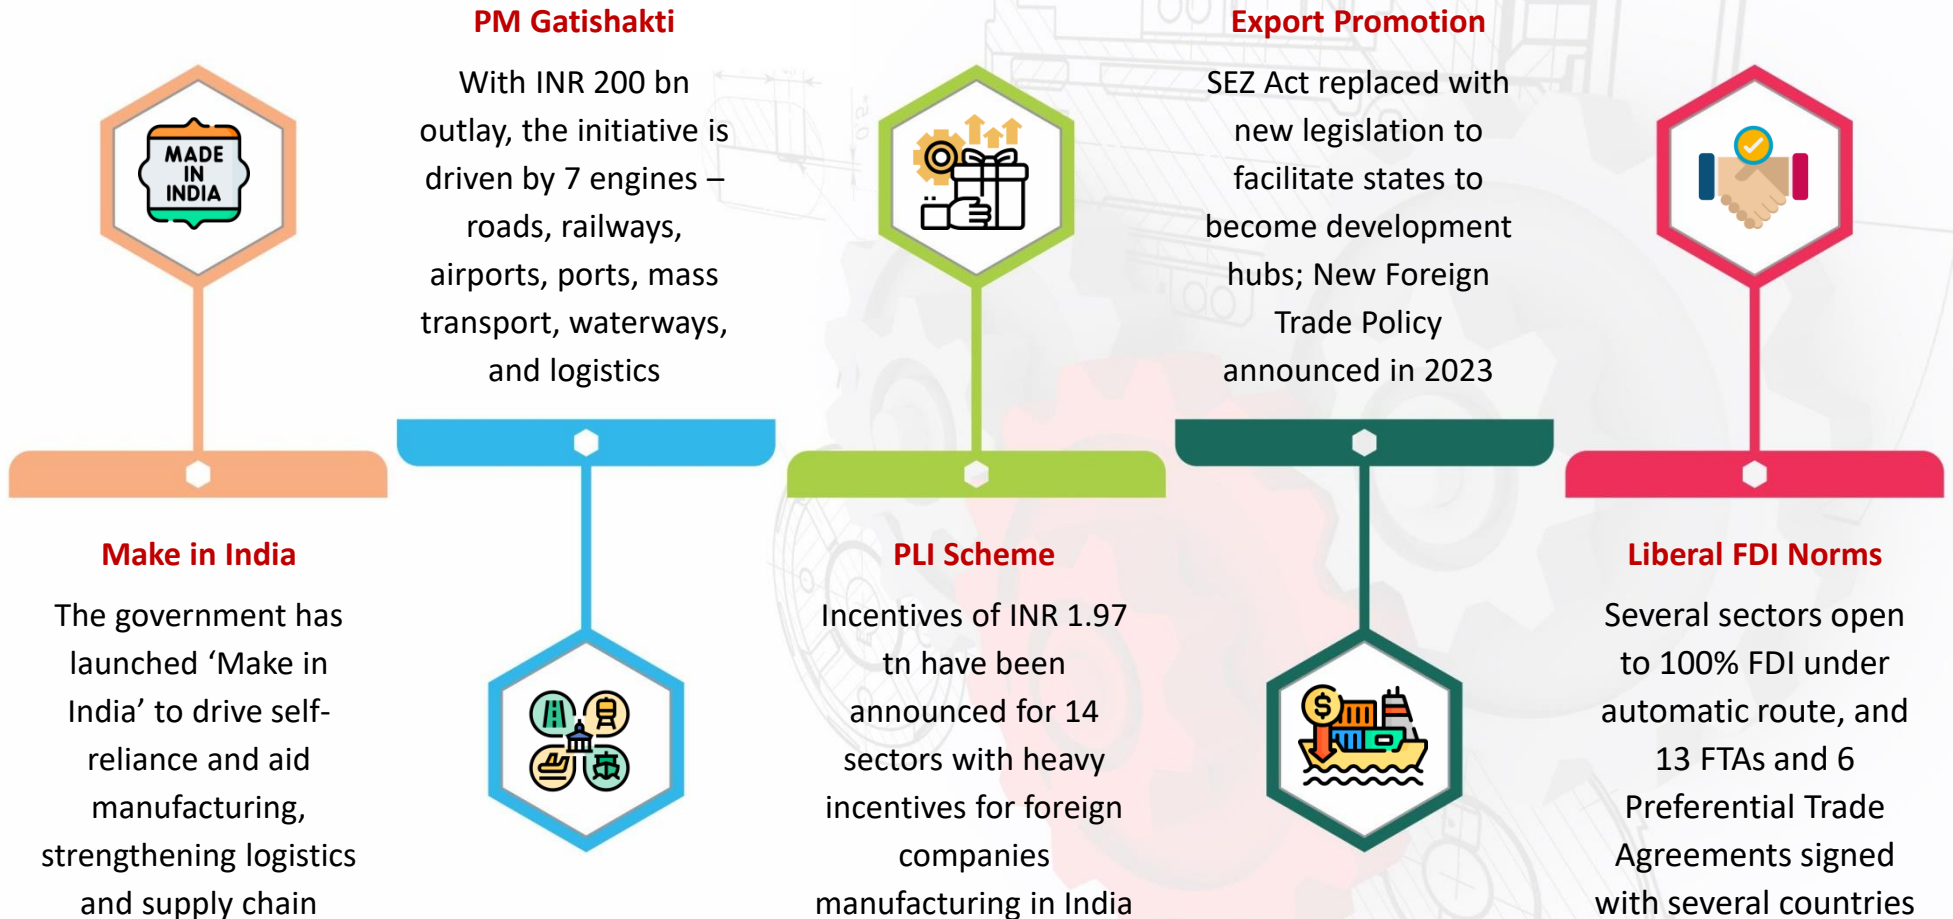 PM Gatishakti
With INR 200 bn
outlay, the initiative is
driven by 7 engines –
roads, railways,
airports, ports, mass
transport, waterways,
and logistics
Export Promotion
SEZ Act replaced with
new legislation to
facilitate states to
become development
hubs; New Foreign
Trade Policy
announced in 2023
MADE
IN
INDIA
Make in India
The government has
launched ‘Make in
India’ to drive self-
reliance and aid
manufacturing,
strengthening logistics
and supply chain
PLI Scheme
Incentives of INR 1.97
tn have been
announced for 14
sectors with heavy
incentives for foreign
companies
manufacturing in India
$
Liberal FDI Norms
Several sectors open
to 100% FDI under
automatic route, and
13 FTAs and 6
Preferential Trade
Agreements signed
with several countries